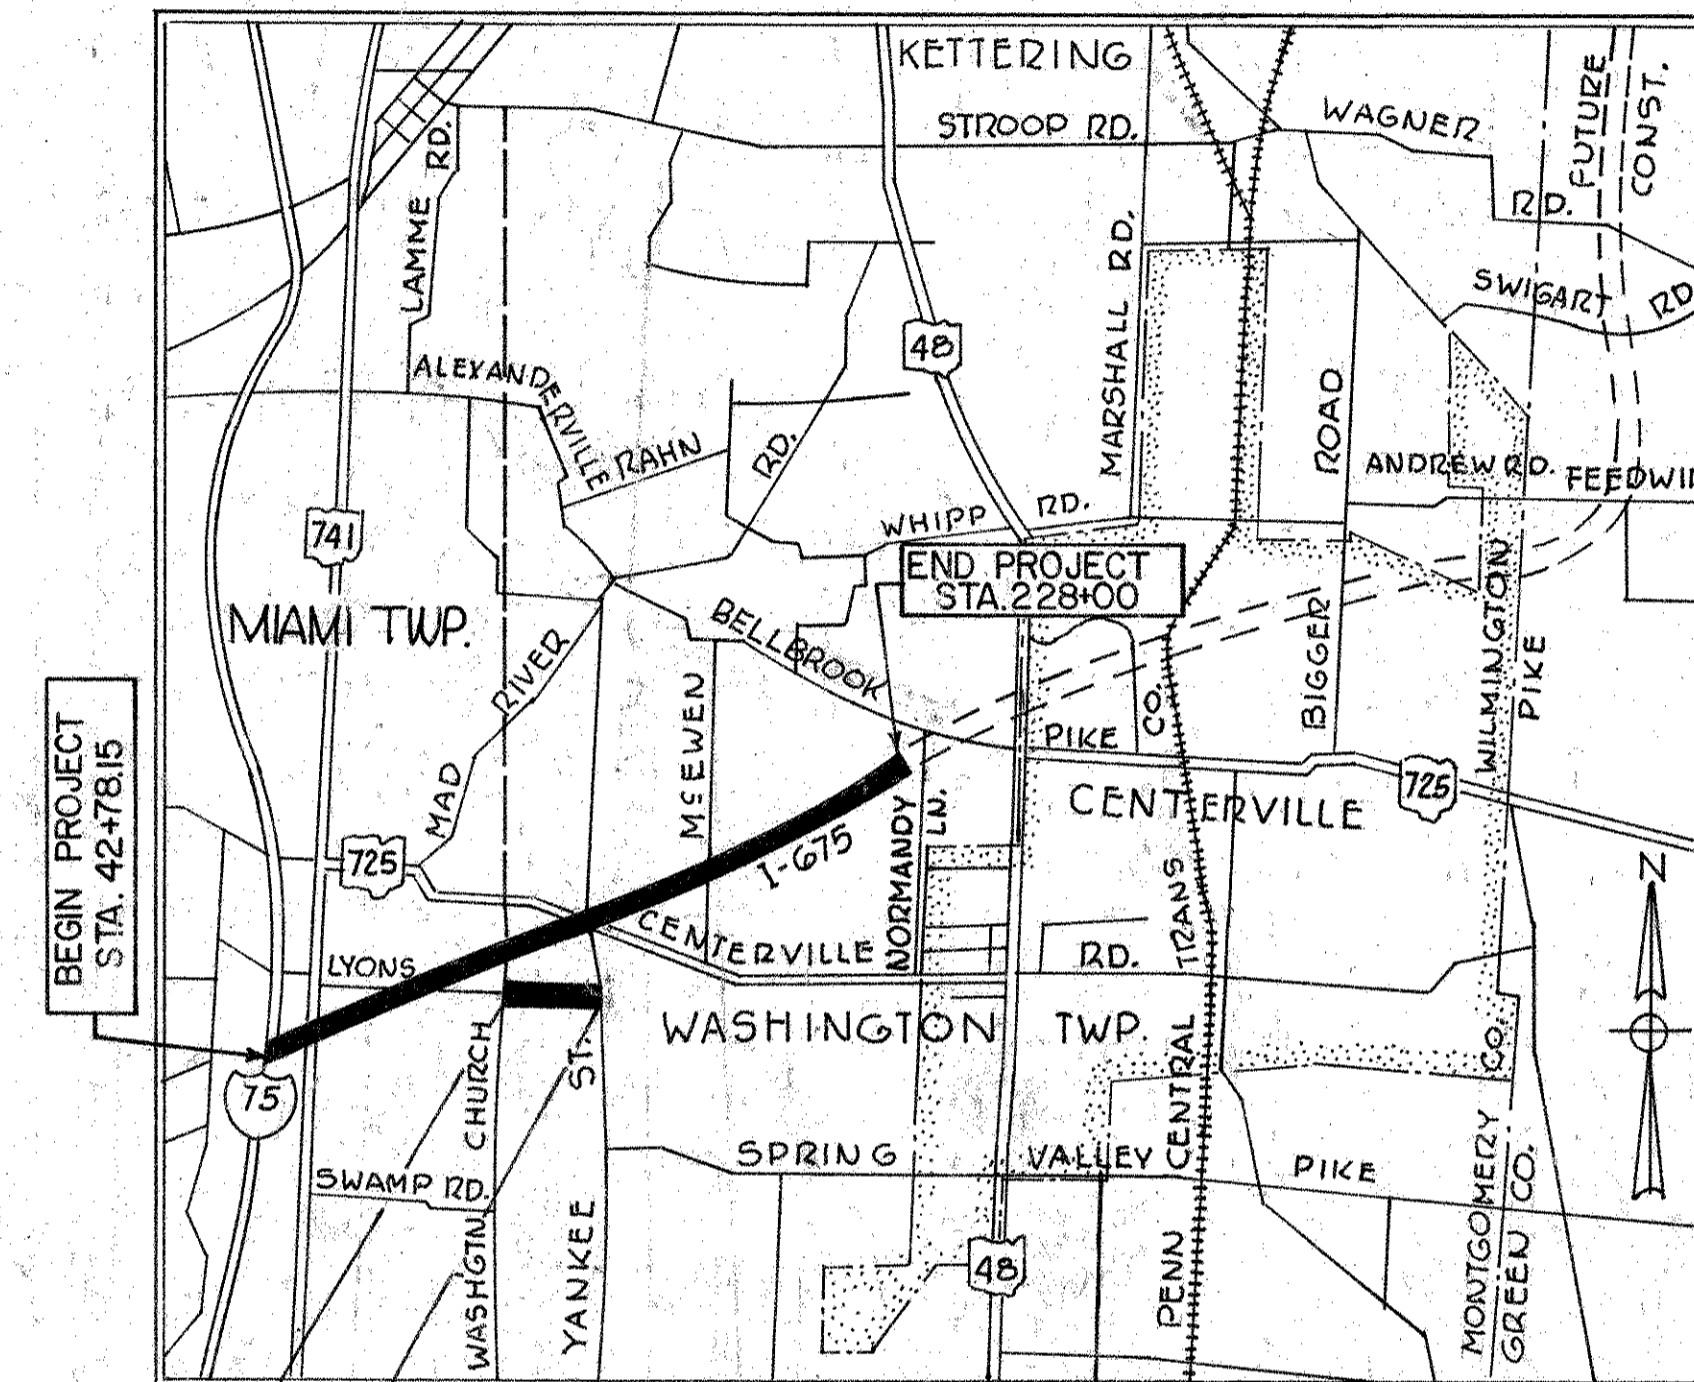 KETTERING
STROOP RD.
WAGNER
RD.
FUTURE
CONST.
LAMME RD.
MARSHALL RD.
SWIGART RD
48
ALEXANDERVILLE
RAHN
RD.
ROAD
ANDREW RD.
FEEDWI
741
WHIPP RD.
END PROJECT
STA. 228+00
MIAMI TWP.
BELLBROOK
PIKE
CO.
BIGGER
WILMINGTON
PIKE
MAD RIVER
McEWEN
BEGIN PROJECT
STA. 42+78.15
725
CENTERVILLE
725
I-675
NORMANDY LN.
N
CENTERVILLE
RD.
LYONS
WASHINGTON TWP.
PENN CENTRAL TRANS
75
WASHGTN CHURCH
YANKEE ST.
SWAMP RD.
SPRING VALLEY PIKE
48
MONTGOMERY CO.
GREEN CO.